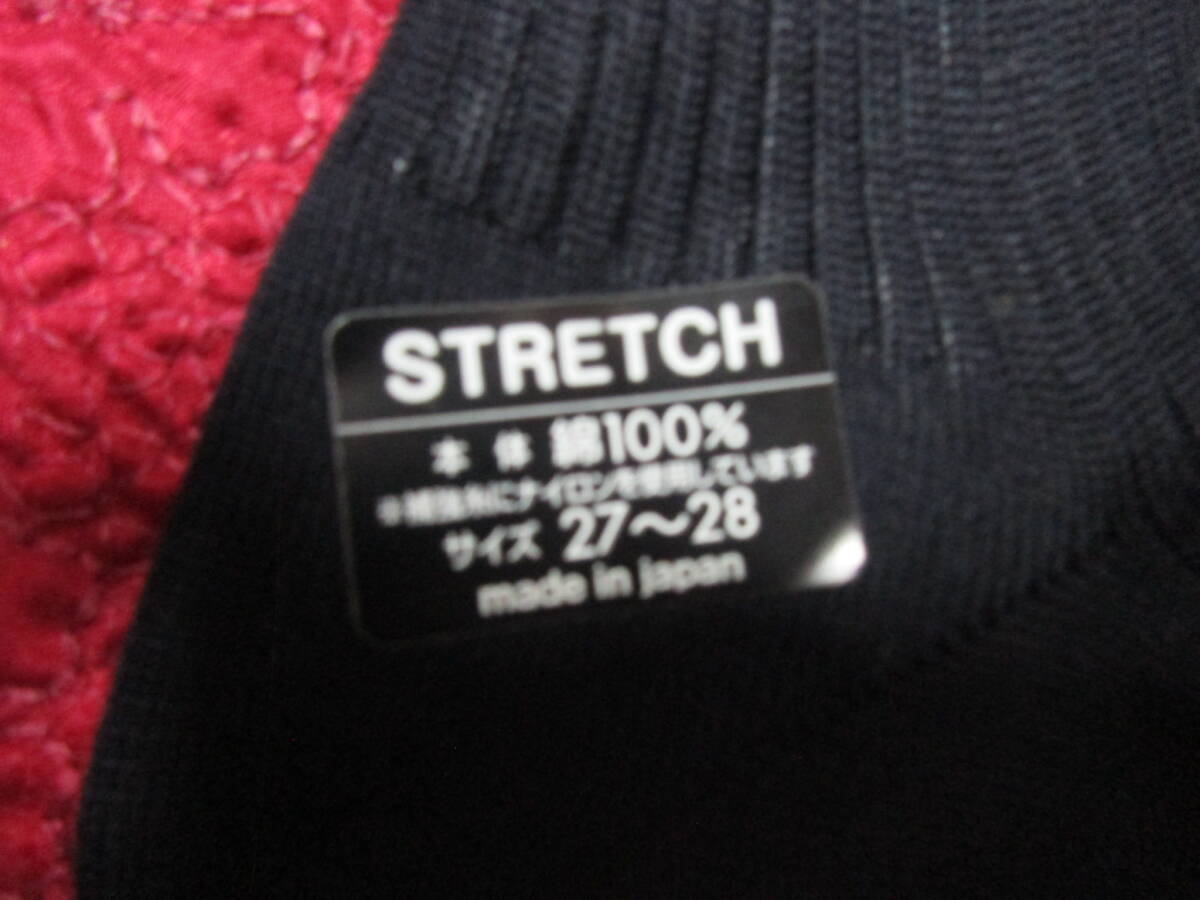 STRETCH
本 体 綿100%
※補強糸にナイロンを使用しています
サイズ 27〜28
made in japan